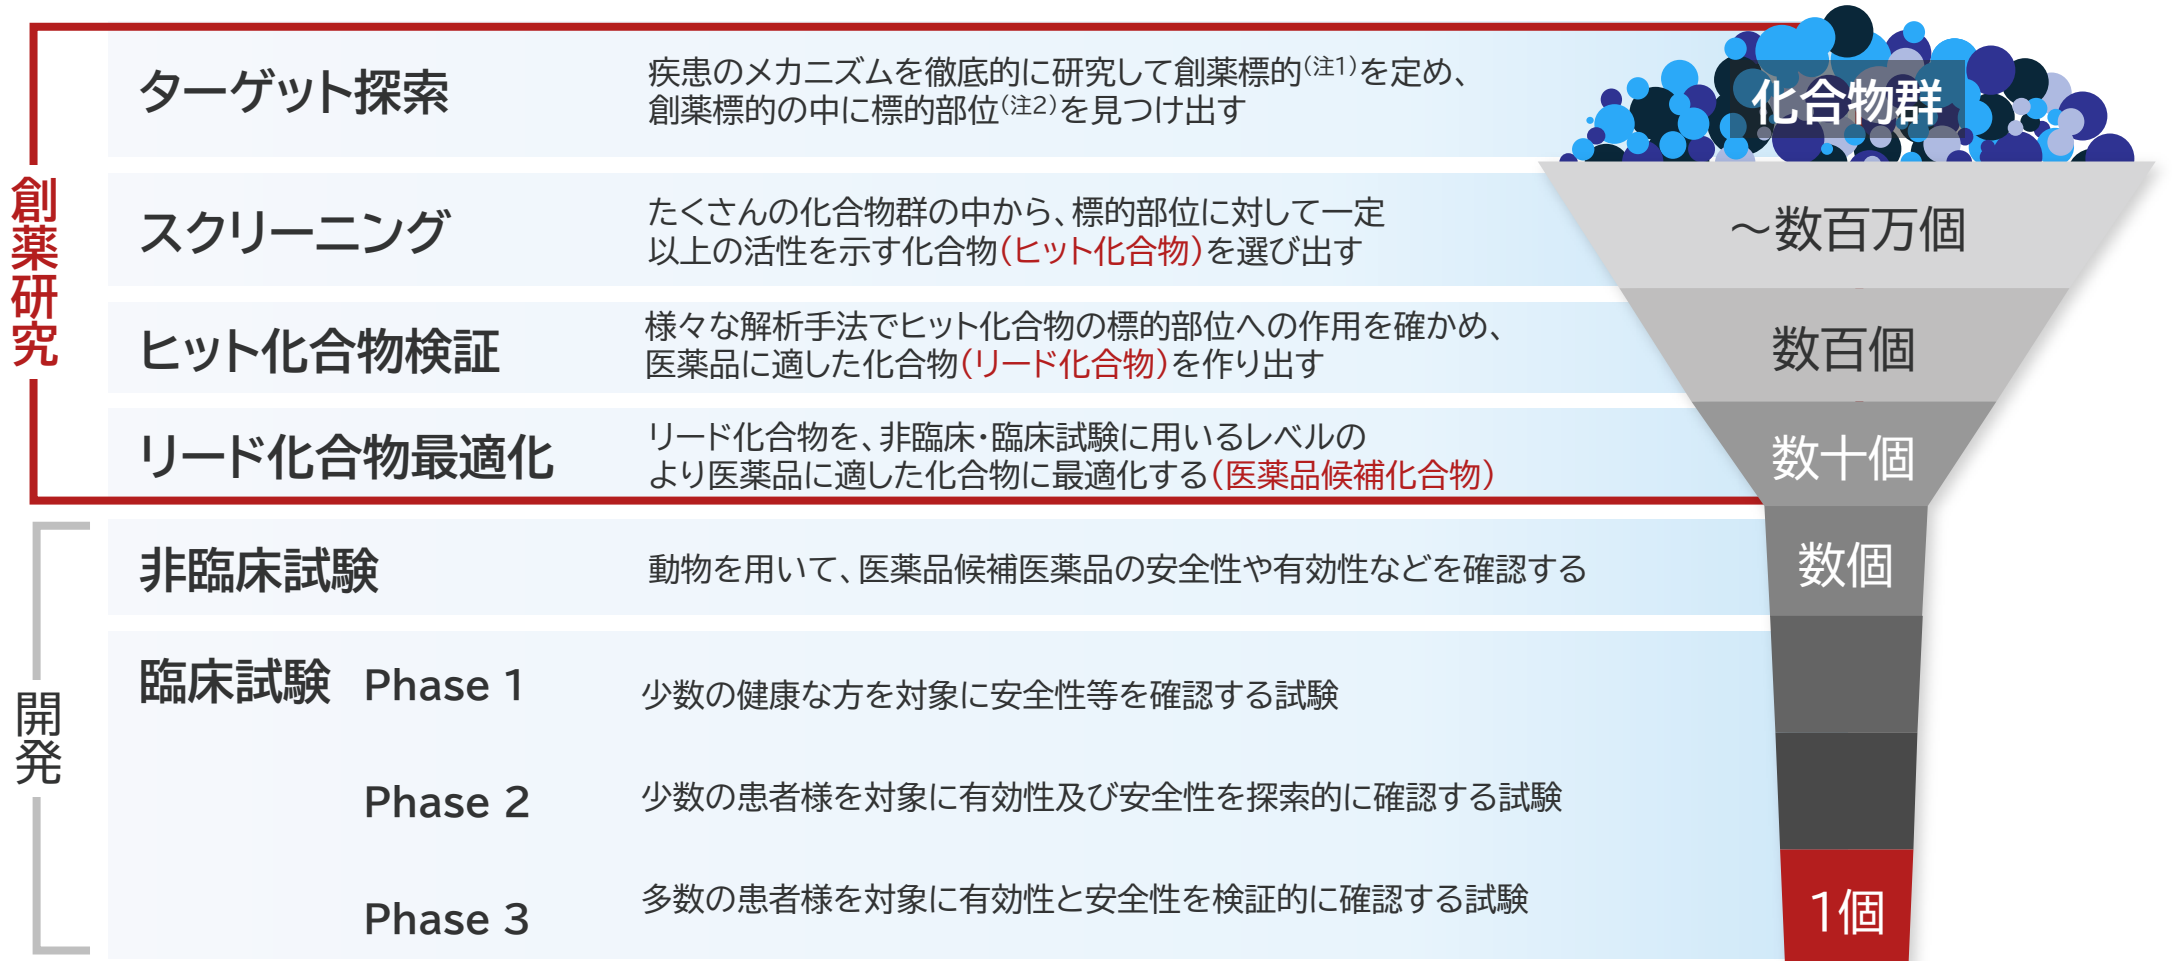 創薬研究
ターゲット探索
疾患のメカニズムを徹底的に研究して創薬標的(注1)を定め、
創薬標的の中に標的部位(注2)を見つけ出す
化合物群
スクリーニング
たくさんの化合物群の中から、標的部位に対して一定
以上の活性を示す化合物(ヒット化合物)を選び出す
～数百万個
ヒット化合物検証
様々な解析手法でヒット化合物の標的部位への作用を確かめ、
医薬品に適した化合物(リード化合物)を作り出す
数百個
リード化合物最適化
リード化合物を、非臨床・臨床試験に用いるレベルの
より医薬品に適した化合物に最適化する(医薬品候補化合物)
数十個
開発
非臨床試験
動物を用いて、医薬品候補医薬品の安全性や有効性などを確認する
数個
臨床試験 Phase 1
少数の健康な方を対象に安全性等を確認する試験
Phase 2
少数の患者様を対象に有効性及び安全性を探索的に確認する試験
Phase 3
多数の患者様を対象に有効性と安全性を検証的に確認する試験
1個